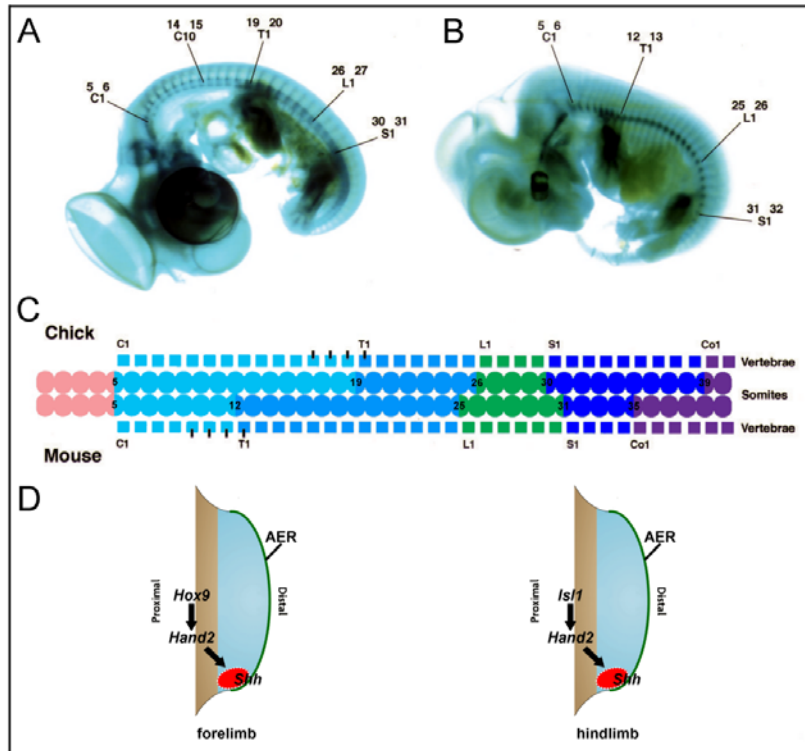 A
14 15
C10
19 20
T1
5 6
C1
26 27
L1
30 31
S1
B
5 6
C1
12 13
T1
25 26
L1
31 32
S1
C
Chick
C1 T1 L1 S1 Co1
Vertebrae
5 19 26 30 39
Somites
5 12 25 31 35
Vertebrae
C1 T1 L1 S1 Co1
Mouse
D
AER
Proximal
Hox9
Hand2
Shh
Distal
forelimb
AER
Proximal
Isl1
Hand2
Shh
Distal
hindlimb